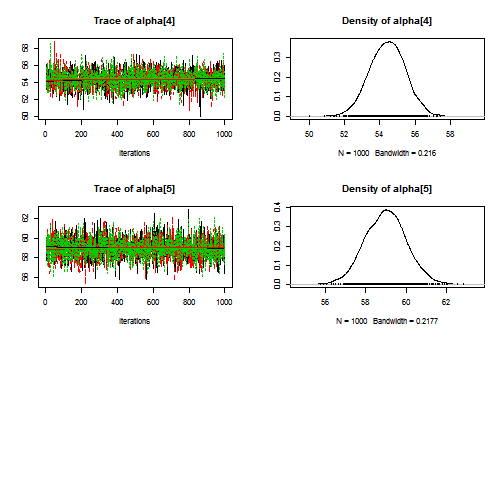 Trace of alpha[4]
50 52 54 56 58
0 200 400 600 800 1000
Iterations
Density of alpha[4]
0.0 0.1 0.2 0.3
50 52 54 56 58
N = 1000 Bandwidth = 0.216
Trace of alpha[5]
56 58 60 62
0 200 400 600 800 1000
Iterations
Density of alpha[5]
0.0 0.1 0.2 0.3 0.4
56 58 60 62
N = 1000 Bandwidth = 0.2177